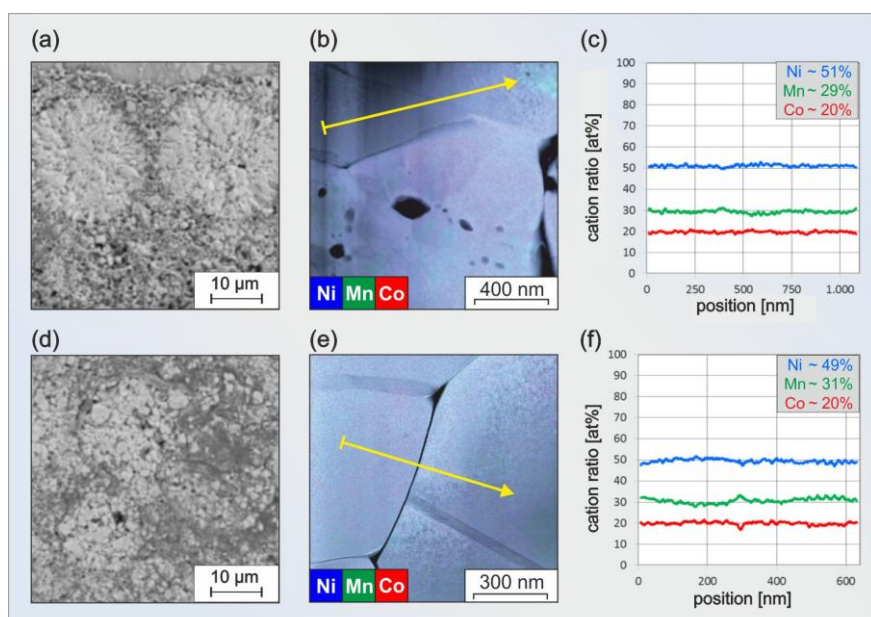 (a)
10 µm
(b)
Ni Mn Co
400 nm
(c)
cation ratio [at%]
100
90
80
70
60
50
40
30
20
10
0
Ni ~ 51%
Mn ~ 29%
Co ~ 20%
0 250 500 750 1.000
position [nm]
(d)
10 µm
(e)
Ni Mn Co
300 nm
(f)
cation ratio [at%]
100
90
80
70
60
50
40
30
20
10
0
Ni ~ 49%
Mn ~ 31%
Co ~ 20%
0 200 400 600
position [nm]